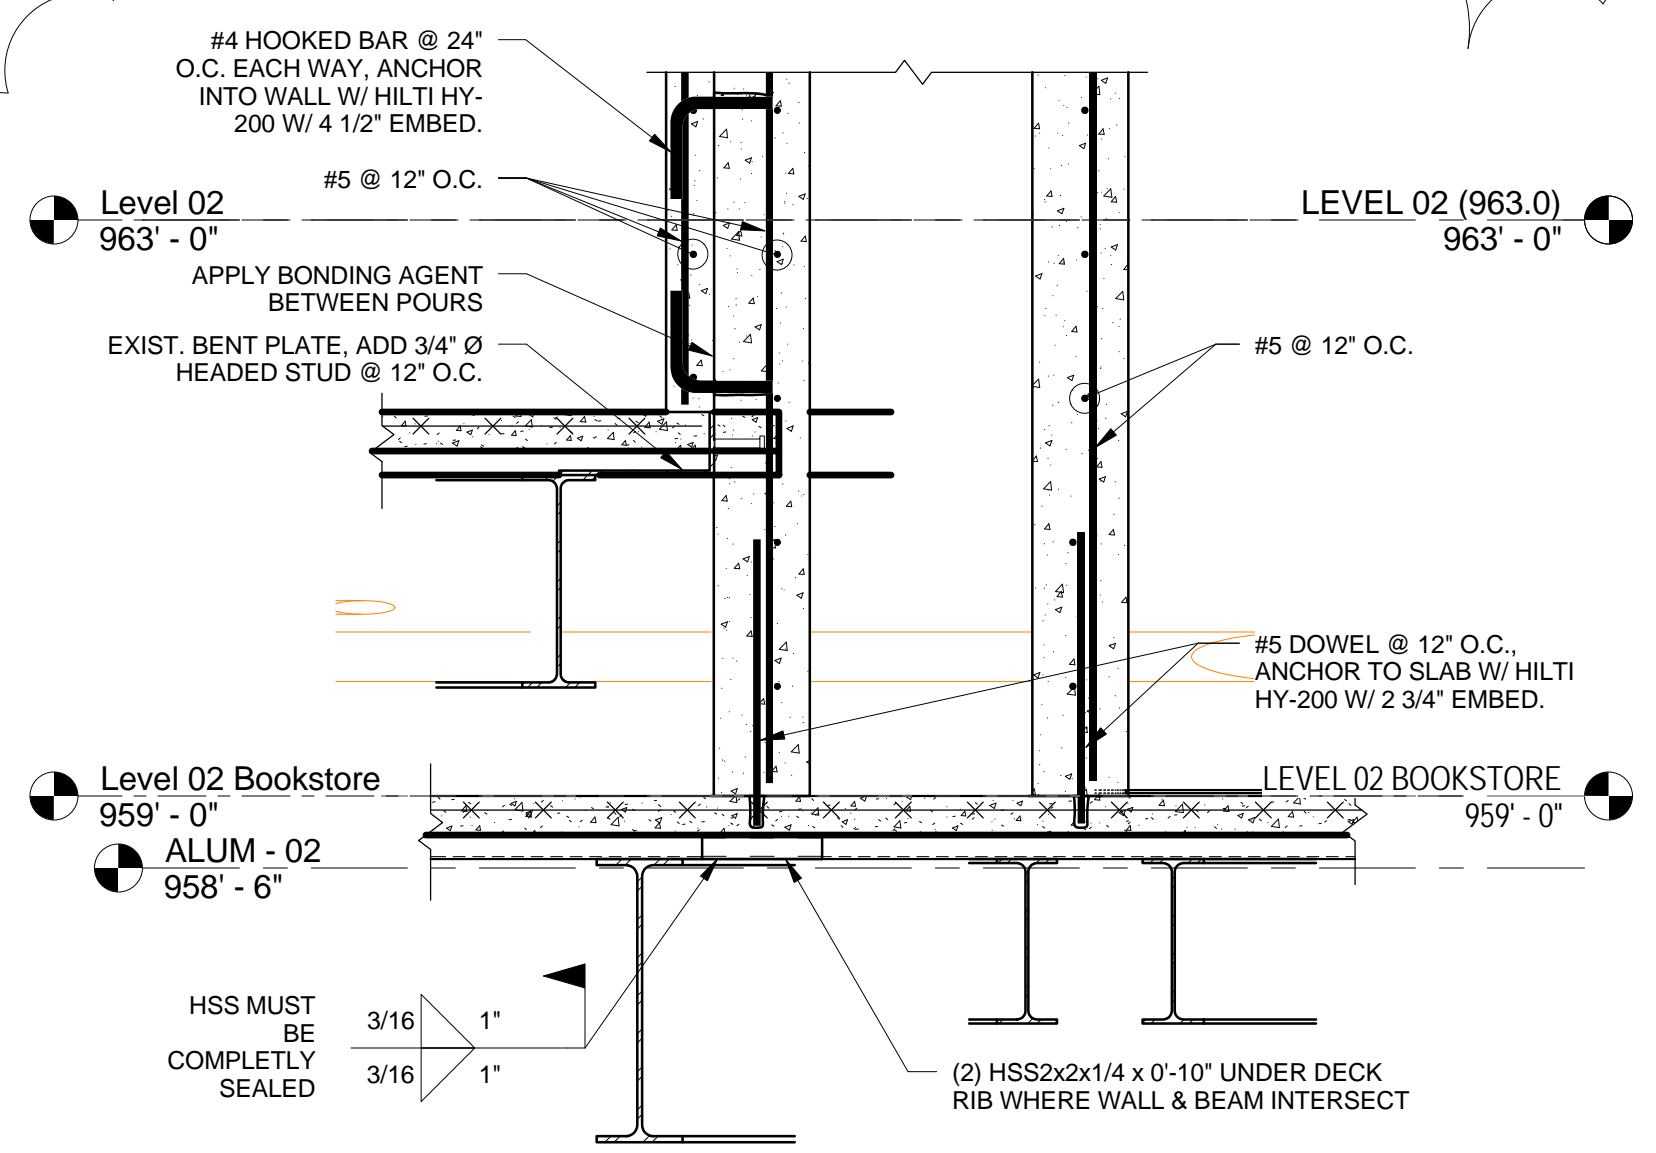 #4 HOOKED BAR @ 24"
O.C. EACH WAY, ANCHOR
INTO WALL W/ HILTI HY-
200 W/ 4 1/2" EMBED.
#5 @ 12" O.C.
Level 02
963' - 0"
LEVEL 02 (963.0)
963' - 0"
APPLY BONDING AGENT
BETWEEN POURS
EXIST. BENT PLATE, ADD 3/4" Ø
HEADED STUD @ 12" O.C.
#5 @ 12" O.C.
#5 DOWEL @ 12" O.C.,
ANCHOR TO SLAB W/ HILTI
HY-200 W/ 2 3/4" EMBED.
Level 02 Bookstore
959' - 0"
LEVEL 02 BOOKSTORE
959' - 0"
ALUM - 02
958' - 6"
HSS MUST
BE
COMPLETLY
SEALED
3/16 1"
3/16 1"
(2) HSS2x2x1/4 x 0'-10" UNDER DECK
RIB WHERE WALL & BEAM INTERSECT